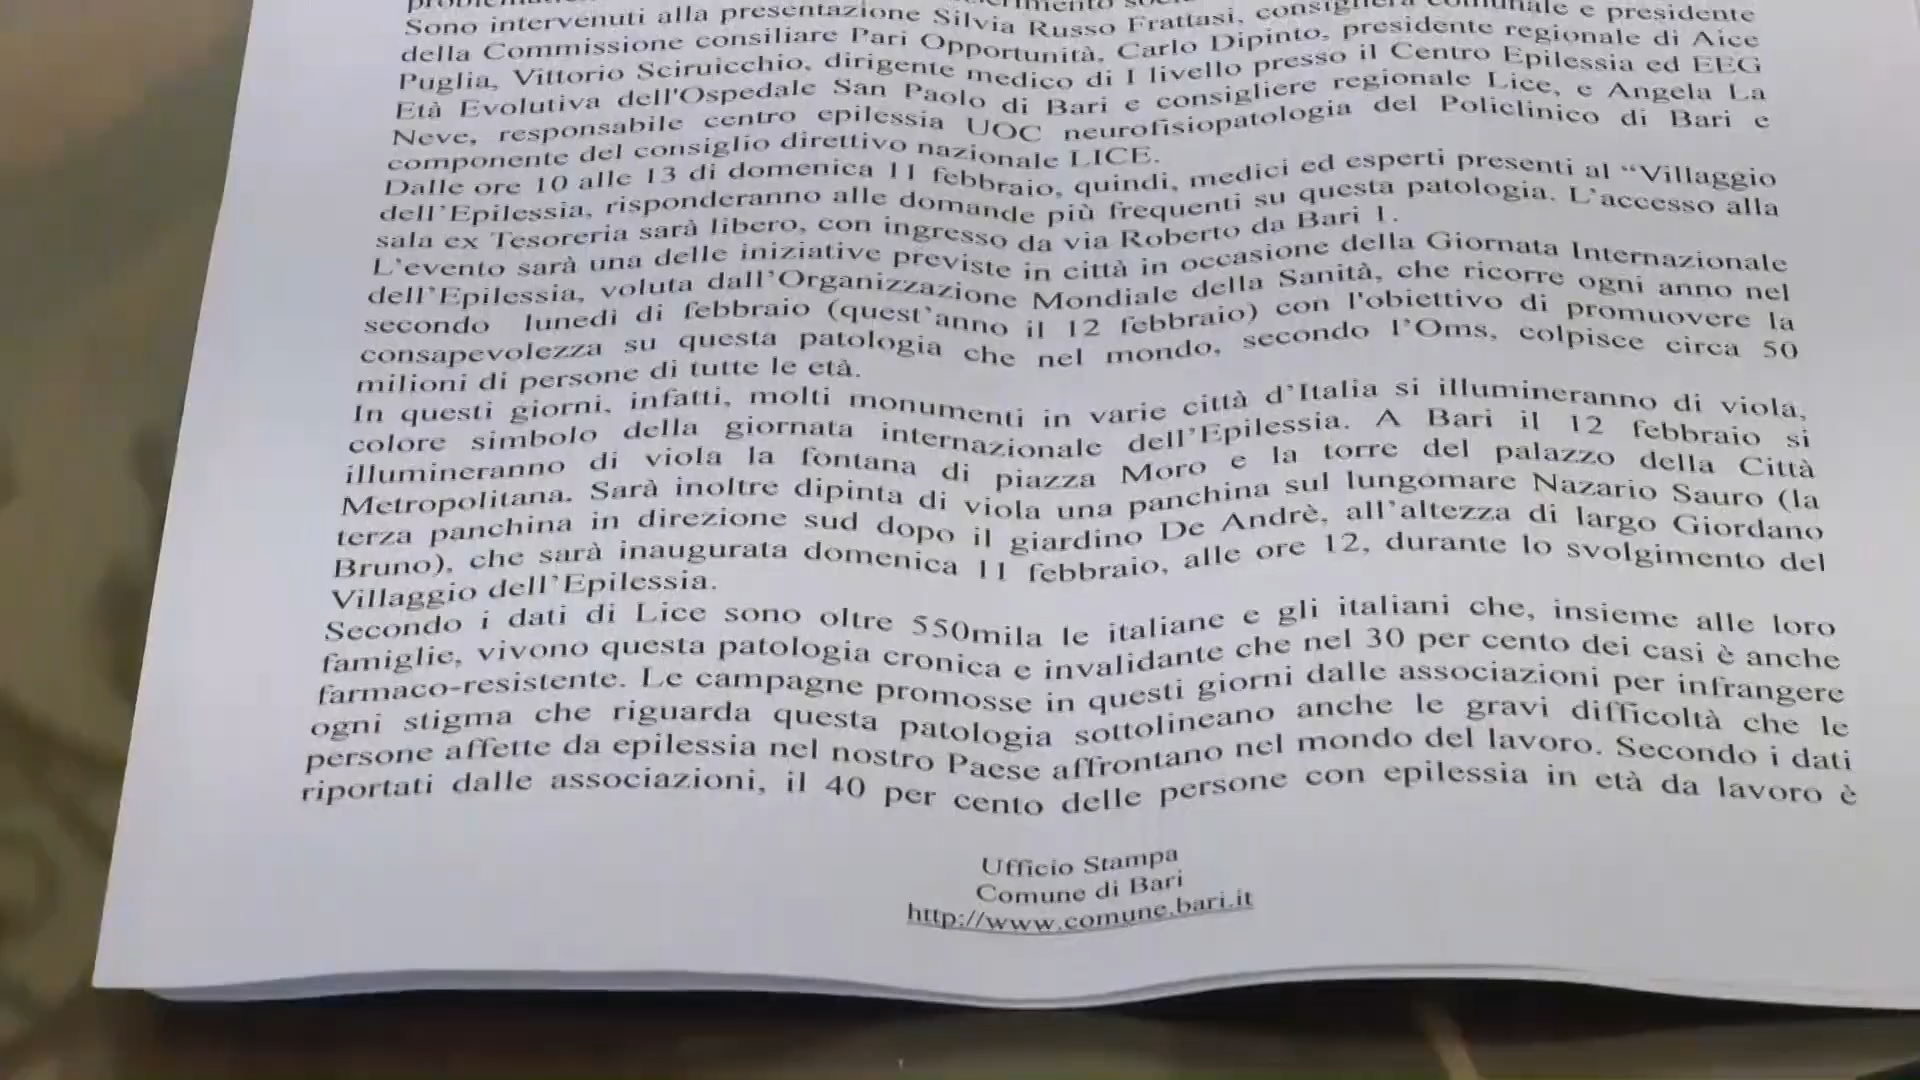 Sono intervenuti alla presentazione Silvia Russo Frattasi, consigliera comunale e presidente
della Commissione consiliare Pari Opportunità, Carlo Dipinto, presidente regionale di Aice
Puglia, Vittorio Sciruicchio, dirigente medico di I livello presso il Centro Epilessia ed EEG
Età Evolutiva dell'Ospedale San Paolo di Bari e consigliere regionale Lice, e Angela La
Neve, responsabile centro epilessia UOC neurofisiopatologia del Policlinico di Bari e
componente del consiglio direttivo nazionale LICE.
Dalle ore 10 alle 13 di domenica 11 febbraio, quindi, medici ed esperti presenti al “Villaggio
dell’Epilessia, risponderanno alle domande più frequenti su questa patologia. L’accesso alla
sala ex Tesoreria sarà libero, con ingresso da via Roberto da Bari 1.
L’evento sarà una delle iniziative previste in città in occasione della Giornata Internazionale
dell’Epilessia, voluta dall’Organizzazione Mondiale della Sanità, che ricorre ogni anno nel
secondo lunedì di febbraio (quest’anno il 12 febbraio) con l'obiettivo di promuovere la
consapevolezza su questa patologia che nel mondo, secondo l’Oms, colpisce circa 50
milioni di persone di tutte le età.
In questi giorni, infatti, molti monumenti in varie città d’Italia si illumineranno di viola,
colore simbolo della giornata internazionale dell’Epilessia. A Bari il 12 febbraio si
illumineranno di viola la fontana di piazza Moro e la torre del palazzo della Città
Metropolitana. Sarà inoltre dipinta di viola una panchina sul lungomare Nazario Sauro (la
terza panchina in direzione sud dopo il giardino De Andrè, all’altezza di largo Giordano
Bruno), che sarà inaugurata domenica 11 febbraio, alle ore 12, durante lo svolgimento del
Villaggio dell’Epilessia.
Secondo i dati di Lice sono oltre 550mila le italiane e gli italiani che, insieme alle loro
famiglie, vivono questa patologia cronica e invalidante che nel 30 per cento dei casi è anche
farmaco-resistente. Le campagne promosse in questi giorni dalle associazioni per infrangere
ogni stigma che riguarda questa patologia sottolineano anche le gravi difficoltà che le
persone affette da epilessia nel nostro Paese affrontano nel mondo del lavoro. Secondo i dati
riportati dalle associazioni, il 40 per cento delle persone con epilessia in età da lavoro è
Ufficio Stampa
Comune di Bari
http://www.comune.bari.it